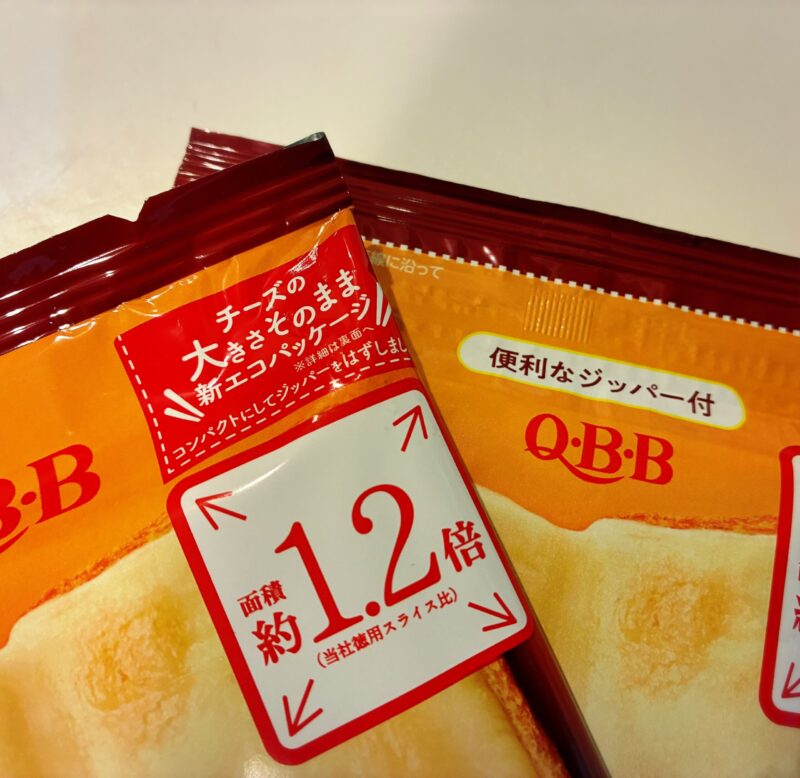 チーズの
大きさそのまま
新エコパッケージ
※詳細は裏面へ
コンパクトにしてジッパーをはずしまし
B·B
面積
約1.2倍
(当社徳用スライス比)
線に沿って
便利なジッパー付
Q·B·B